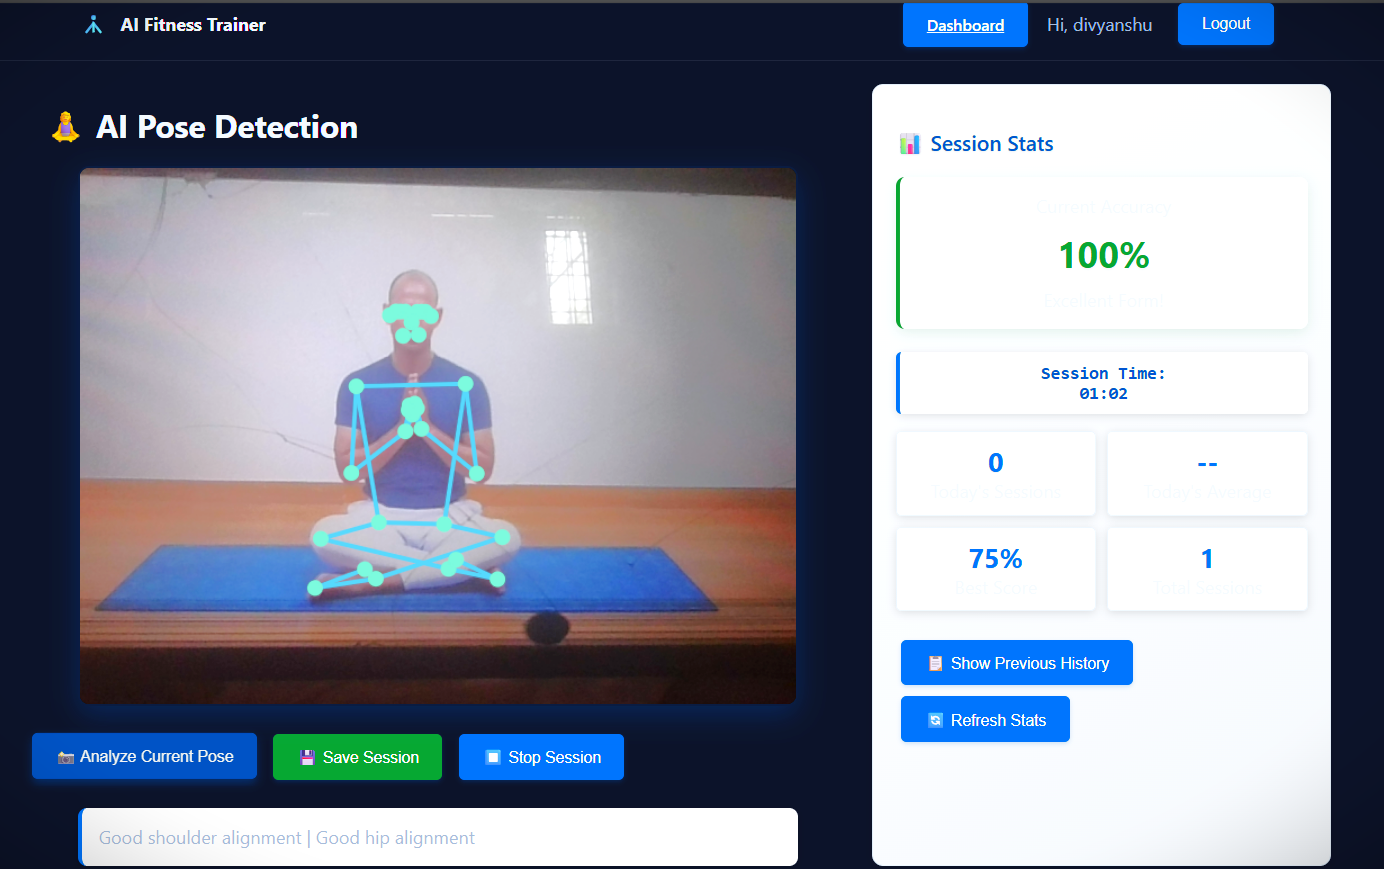 AI Fitness Trainer
Dashboard
Hi, divyanshu
Logout
AI Pose Detection
Session Stats
Current Accuracy
100%
Excellent Form!
Session Time:
01:02
0
Today's Sessions
--
Today's Average
75%
Best Score
1
Total Sessions
Show Previous History
Refresh Stats
Analyze Current Pose
Save Session
Stop Session
Good shoulder alignment | Good hip alignment